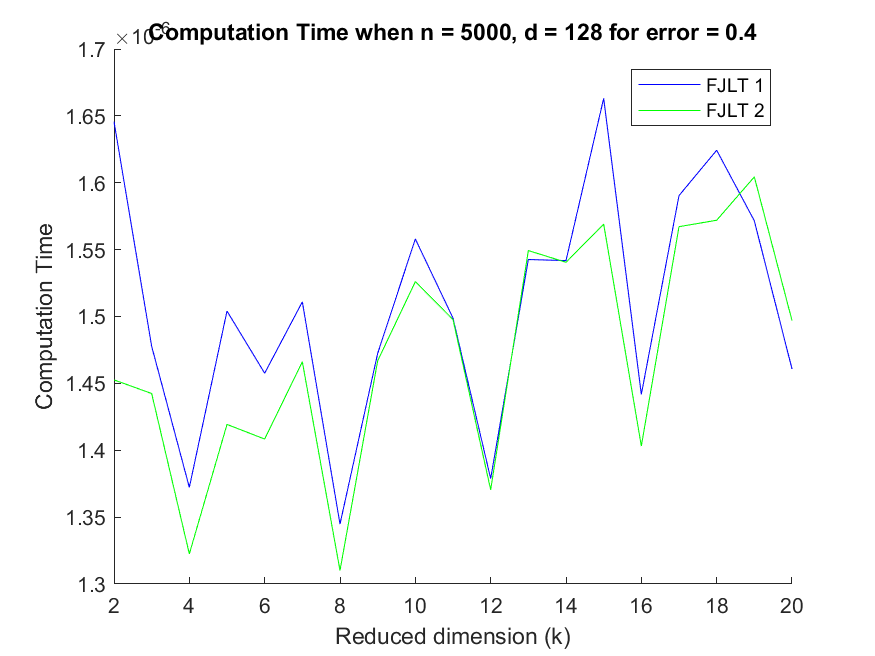 Computation Time when n = 5000, d = 128 for error = 0.4
×10^-6
1.7
1.65
1.6
1.55
1.5
1.45
1.4
1.35
1.3
Computation Time
FJLT 1
FJLT 2
2 4 6 8 10 12 14 16 18 20
Reduced dimension (k)